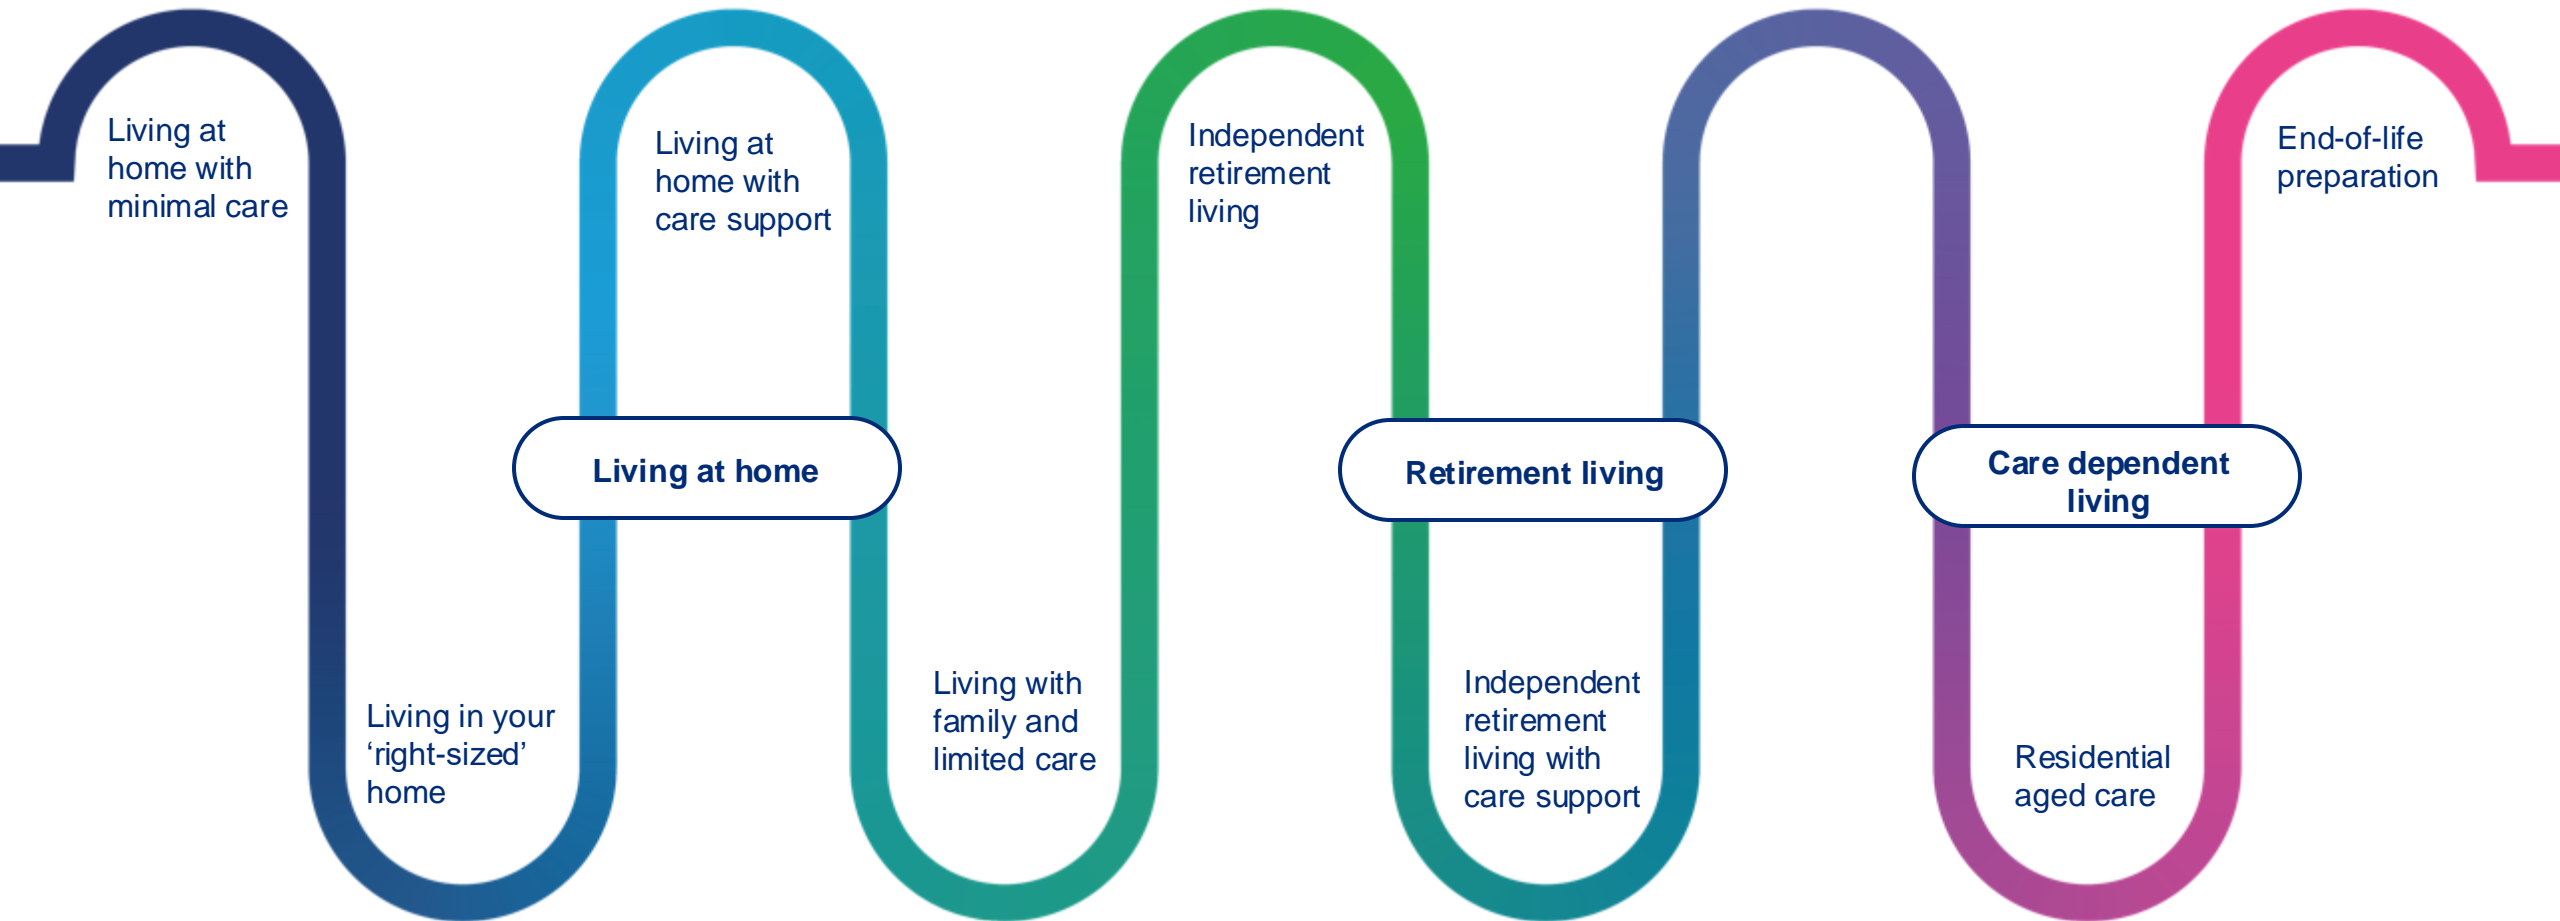 Living at
home with
minimal care
Living in your
‘right-sized’
home
Living at
home with
care support
Living at home
Living with
family and
limited care
Independent
retirement
living
Retirement living
Independent
retirement
living with
care support
Care dependent
living
Residential
aged care
End-of-life
preparation